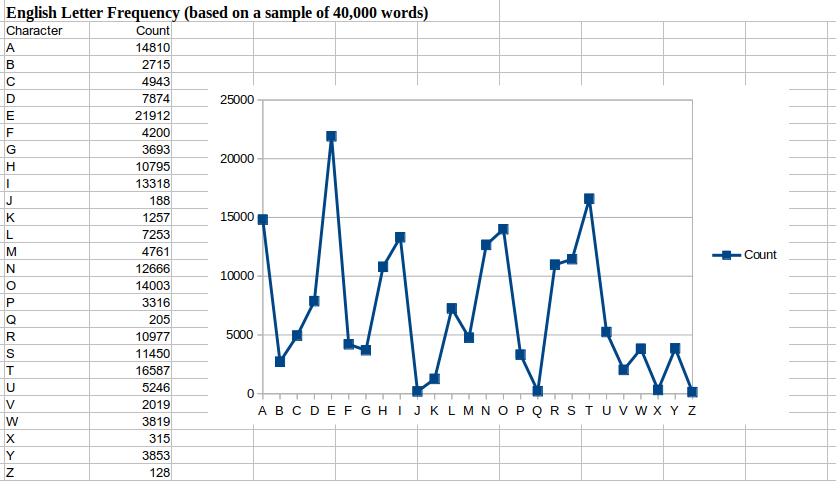 English Letter Frequency (based on a sample of 40,000 words)
Character Count
A 14810
B 2715
C 4943
D 7874
E 21912
F 4200
G 3693
H 10795
I 13318
J 188
K 1257
L 7253
M 4761
N 12666
O 14003
P 3316
Q 205
R 10977
S 11450
T 16587
U 5246
V 2019
W 3819
X 315
Y 3853
Z 128
25000
20000
15000
10000
5000
0
A B C D E F G H I J K L M N O P Q R S T U V W X Y Z
Count